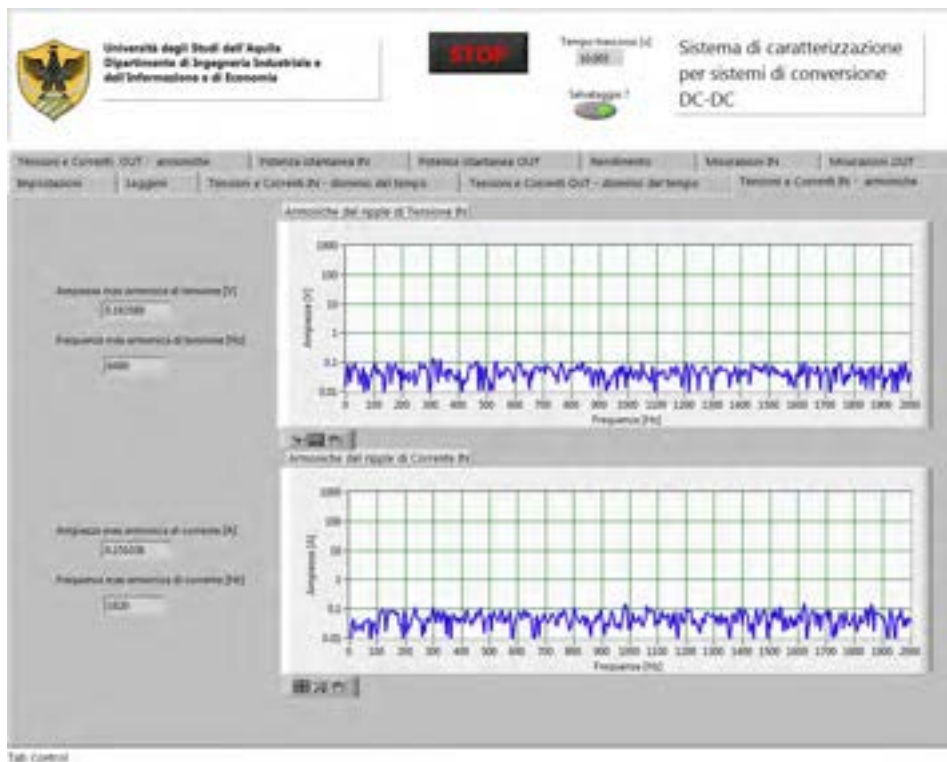 Università degli Studi dell'Aquila
Dipartimento di Ingegneria Industriale e
dell'Informazione e di Economia
STOP
Tempo trascorso [s]
Salvataggio ?
Sistema di caratterizzazione
per sistemi di conversione
DC-DC
Tensioni e Correnti OUT - armoniche
Potenza istantanea IN
Potenza istantanea OUT
Rendimento
Misurazioni IN
Misurazioni OUT
Impostazioni
Leggimi
Tensioni e Correnti IN - dominio del tempo
Tensioni e Correnti OUT - dominio del tempo
Tensioni e Correnti IN - armoniche
Armoniche del ripple di Tensione IN
Ampiezza max armonica di tensione [V]
Frequenza max armonica di tensione [Hz]
Ampiezza [V]
1000
100
10
1
0.1
0.01
0 100 200 300 400 500 600 700 800 900 1000 1100 1200 1300 1400 1500 1600 1700 1800 1900 2000
Frequenza [Hz]
Armoniche del ripple di Corrente IN
Ampiezza max armonica di corrente [A]
Frequenza max armonica di corrente [Hz]
Ampiezza [A]
1000
100
10
1
0.1
0.01
0 100 200 300 400 500 600 700 800 900 1000 1100 1200 1300 1400 1500 1600 1700 1800 1900 2000
Frequenza [Hz]
Tab Control